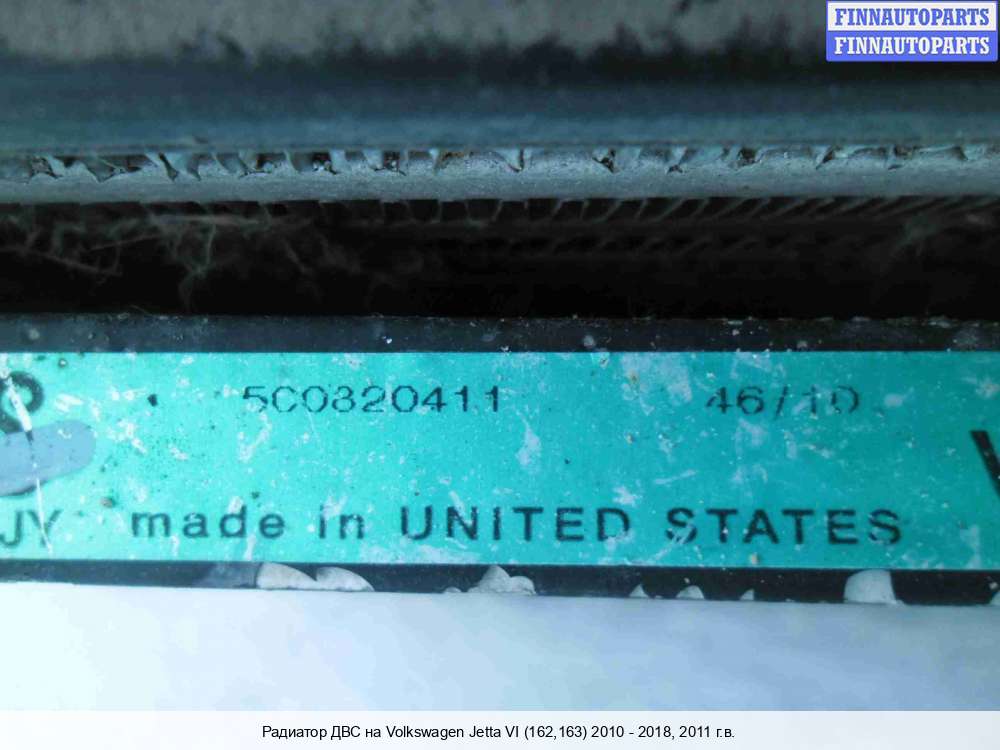 FINNAUTOPARTS
FINNAUTOPARTS
5C0820411 46/10
JY made in UNITED STATES
Радиатор ДВС на Volkswagen Jetta VI (162,163) 2010 - 2018, 2011 г.в.